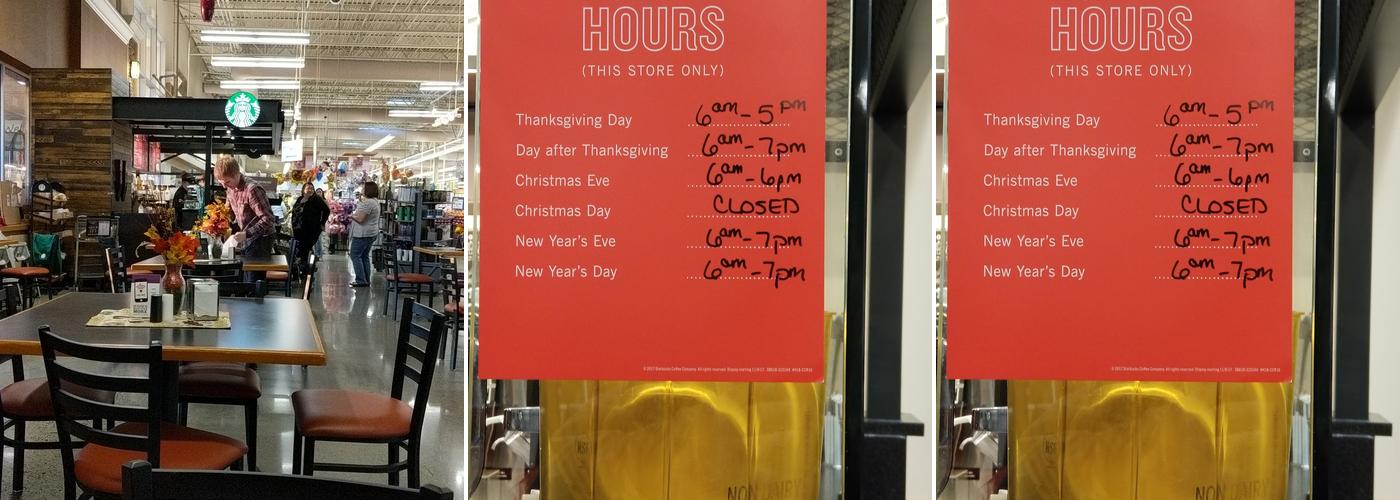 HOURS
(THIS STORE ONLY)
Thanksgiving Day 6am - 5pm
Day after Thanksgiving 6am - 7pm
Christmas Eve 6am - 6pm
Christmas Day CLOSED
New Year's Eve 6am - 7pm
New Year's Day 6am - 7pm
HOURS
(THIS STORE ONLY)
Thanksgiving Day 6am - 5pm
Day after Thanksgiving 6am - 7pm
Christmas Eve 6am - 6pm
Christmas Day CLOSED
New Year's Eve 6am - 7pm
New Year's Day 6am - 7pm